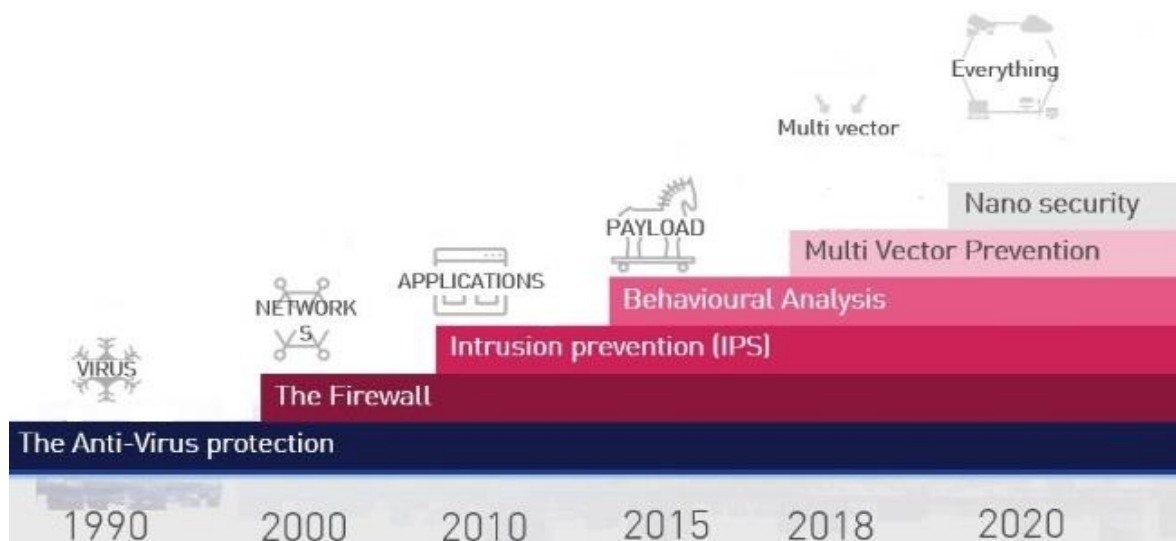 Everything
Multi vector
Nano security
PAYLOAD
Multi Vector Prevention
APPLICATIONS
Behavioural Analysis
NETWORK
S
Intrusion prevention (IPS)
VIRUS
The Firewall
The Anti-Virus protection
1990 2000 2010 2015 2018 2020